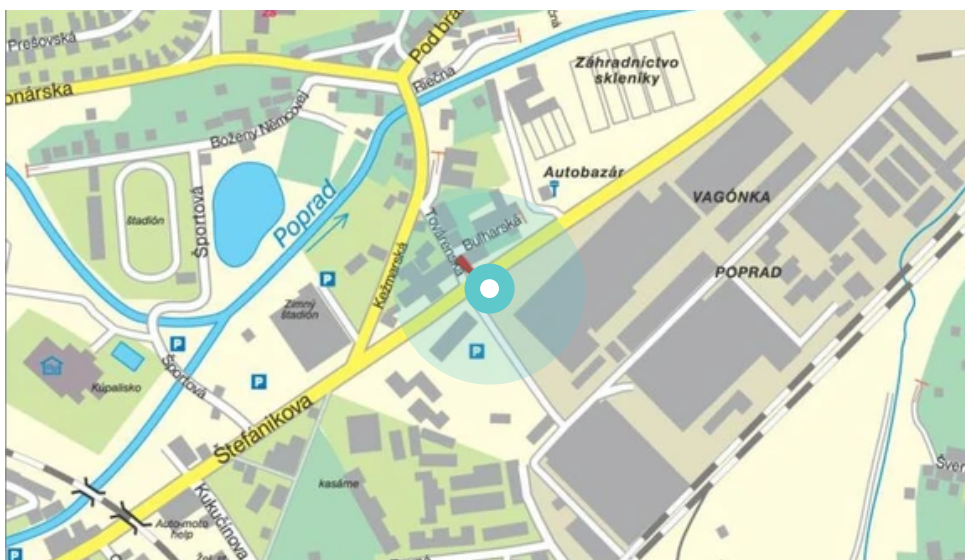 Prešovská
Pod bra
Záhradníctvo
skleníky
Riečna
onárska
Boženy Němcovej
Autobazár
VAGÓNKA
Športová
štadión
Poprad
Továrenská
Bulharská
Kežmarská
POPRAD
P
Zimný
štadión
P
P
P
Kúpalisko
Športová
Štefánikova
kasárne
Kukučínova
Auto-moto
help
P
Šver